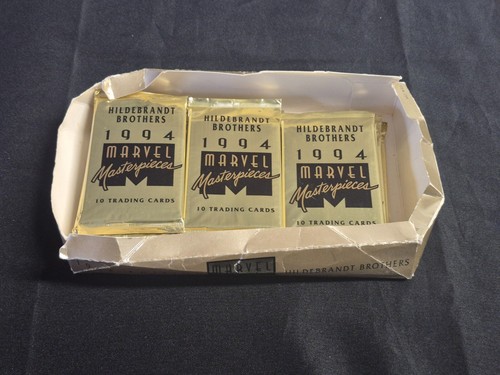 HILDEBRANDT
BROTHERS
1994
MARVEL
Masterpieces
10 TRADING CARDS
HILDEBRANDT
BROTHERS
1994
MARVEL
Masterpieces
10 TRADING CARDS
HILDEBRANDT
BROTHERS
1994
MARVEL
Masterpieces
10 TRADING CARDS
MARVEL HILDEBRANDT BROTHERS